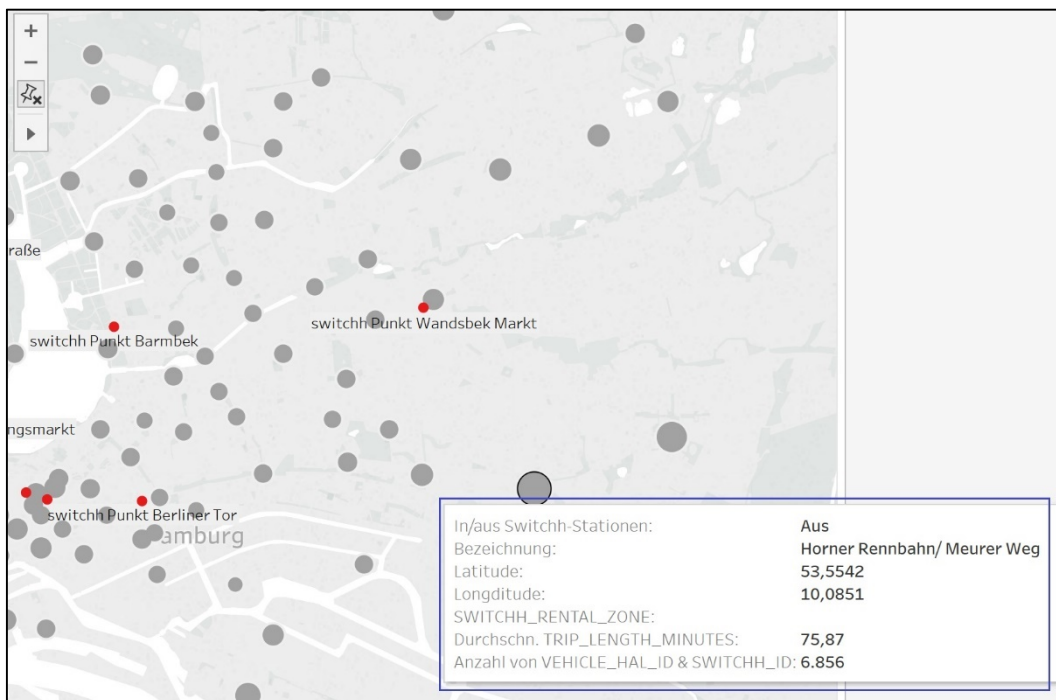 +
−
raße
switchh Punkt Wandsbek Markt
switchh Punkt Barmbek
ngsmarkt
switchh Punkt Berliner Tor
amburg
In/aus Switchh-Stationen: Aus
Bezeichnung: Horner Rennbahn/ Meurer Weg
Latitude: 53,5542
Longditude: 10,0851
SWITCHH_RENTAL_ZONE:
Durchschn. TRIP_LENGTH_MINUTES: 75,87
Anzahl von VEHICLE_HAL_ID & SWITCHH_ID: 6.856